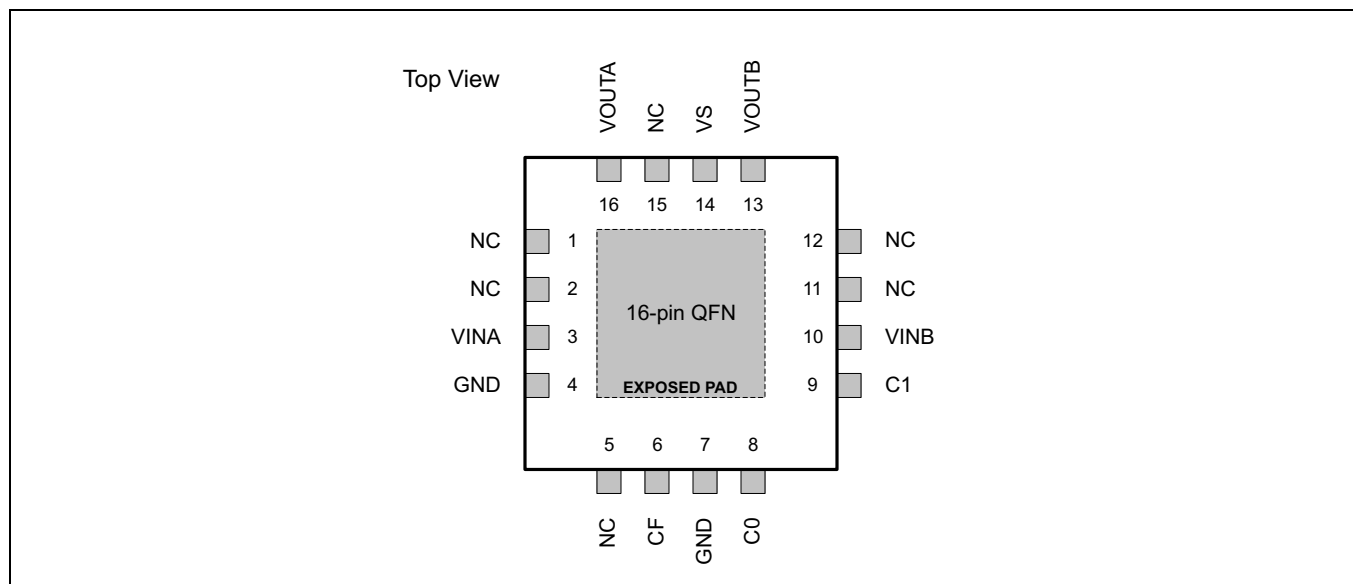 Top View
VOUTA
NC
VS
VOUTB
16 15 14 13
NC 1 12 NC
NC 2 11 NC
16-pin QFN
VINA 3 10 VINB
GND 4 9 C1
EXPOSED PAD
5 6 7 8
NC
CF
GND
C0